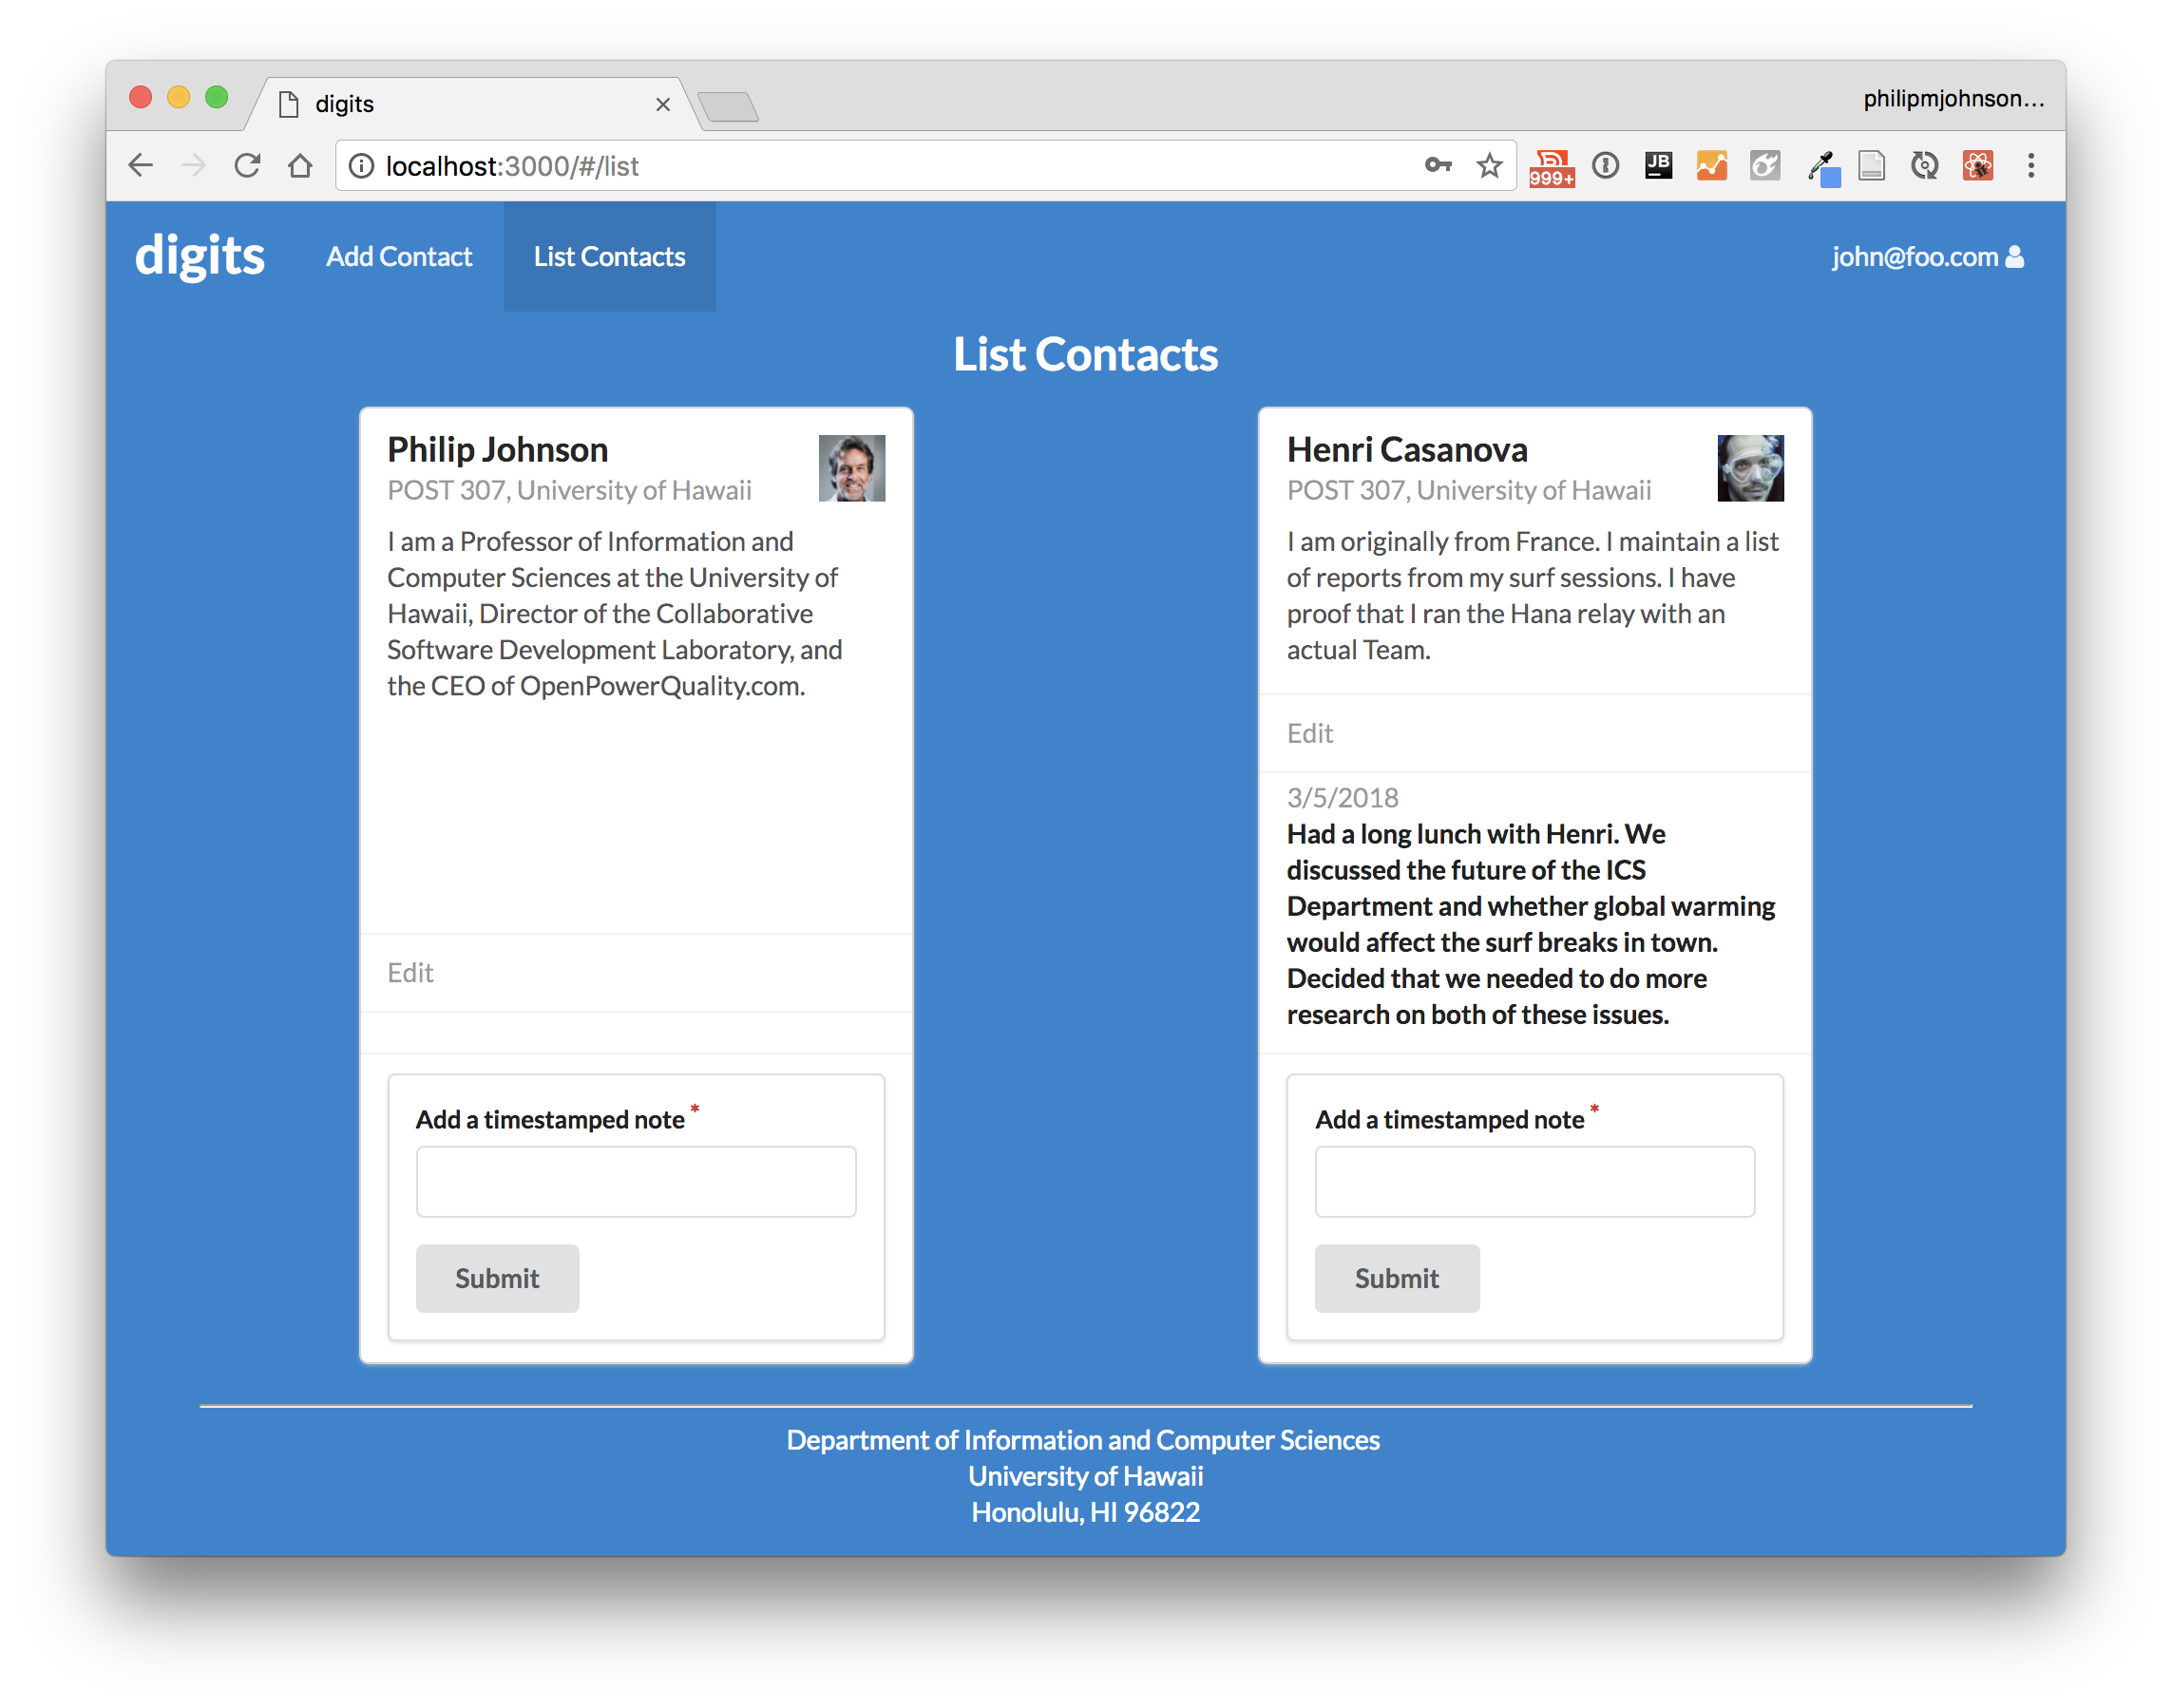 digits
philipmjohnson...
localhost:3000/#/list
999+
JB
digits
Add Contact
List Contacts
john@foo.com
List Contacts
Philip Johnson
POST 307, University of Hawaii
I am a Professor of Information and
Computer Sciences at the University of
Hawaii, Director of the Collaborative
Software Development Laboratory, and
the CEO of OpenPowerQuality.com.
Edit
Add a timestamped note *
Submit
Henri Casanova
POST 307, University of Hawaii
I am originally from France. I maintain a list
of reports from my surf sessions. I have
proof that I ran the Hana relay with an
actual Team.
Edit
3/5/2018
Had a long lunch with Henri. We
discussed the future of the ICS
Department and whether global warming
would affect the surf breaks in town.
Decided that we needed to do more
research on both of these issues.
Add a timestamped note *
Submit
Department of Information and Computer Sciences
University of Hawaii
Honolulu, HI 96822